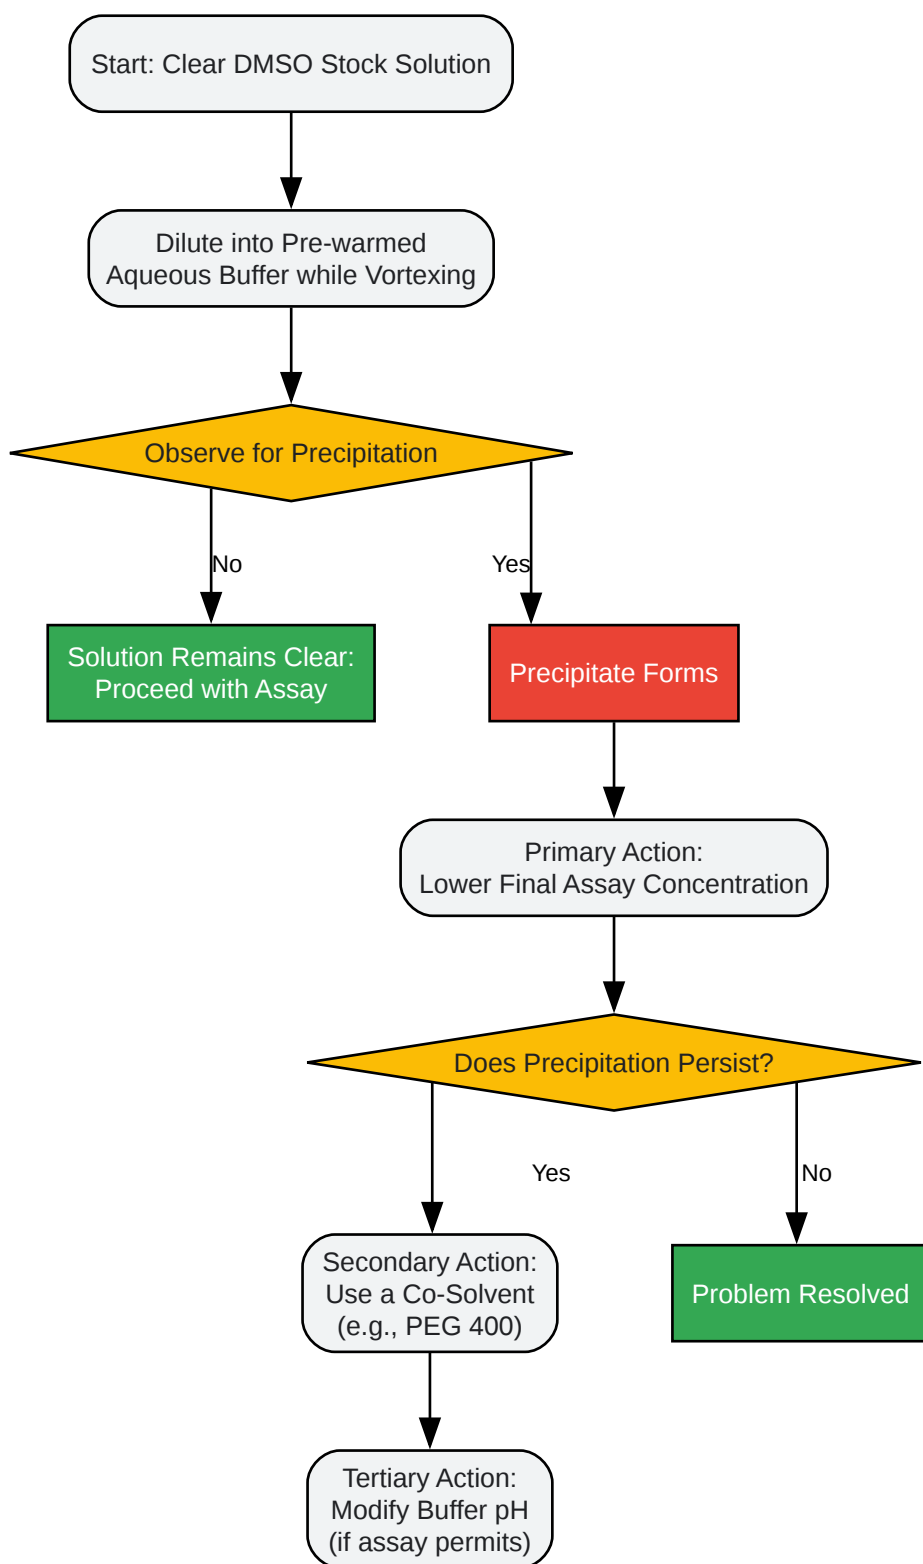 Start: Clear DMSO Stock Solution
Dilute into Pre-warmed
Aqueous Buffer while Vortexing
Observe for Precipitation
No
Yes
Solution Remains Clear:
Proceed with Assay
Precipitate Forms
Primary Action:
Lower Final Assay Concentration
Does Precipitation Persist?
Yes
No
Secondary Action:
Use a Co-Solvent
(e.g., PEG 400)
Problem Resolved
Tertiary Action:
Modify Buffer pH
(if assay permits)